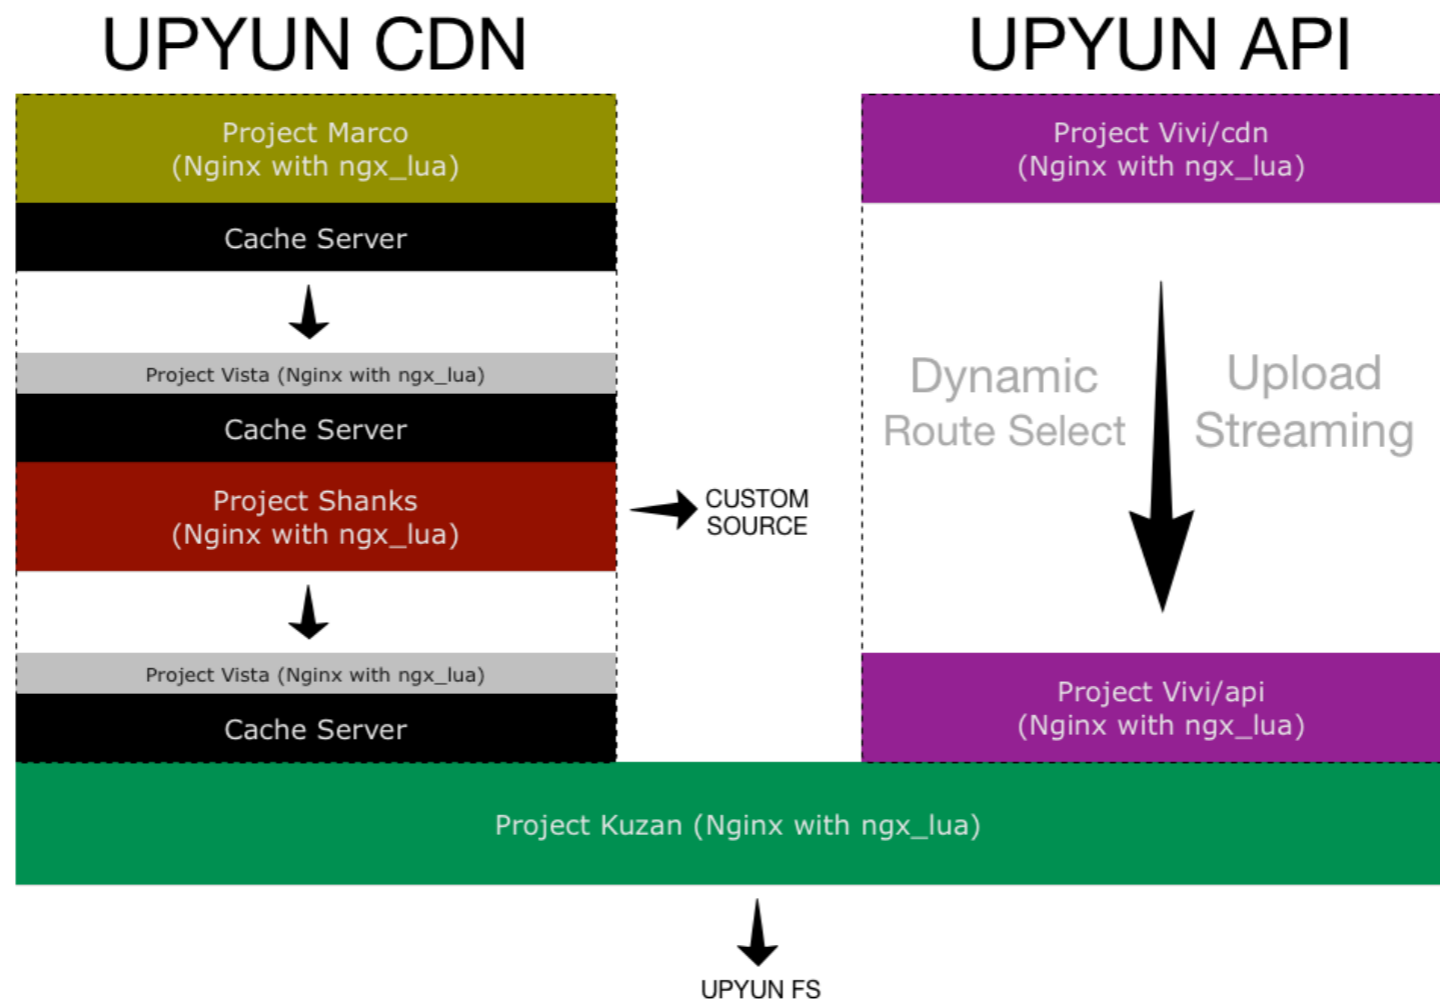 UPYUN CDN
Project Marco
(Nginx with ngx_lua)
Cache Server
Project Vista (Nginx with ngx_lua)
Cache Server
Project Shanks
(Nginx with ngx_lua)
CUSTOM
SOURCE
Project Vista (Nginx with ngx_lua)
Cache Server
UPYUN API
Project Vivi/cdn
(Nginx with ngx_lua)
Dynamic
Route Select
Upload
Streaming
Project Vivi/api
(Nginx with ngx_lua)
Project Kuzan (Nginx with ngx_lua)
UPYUN FS